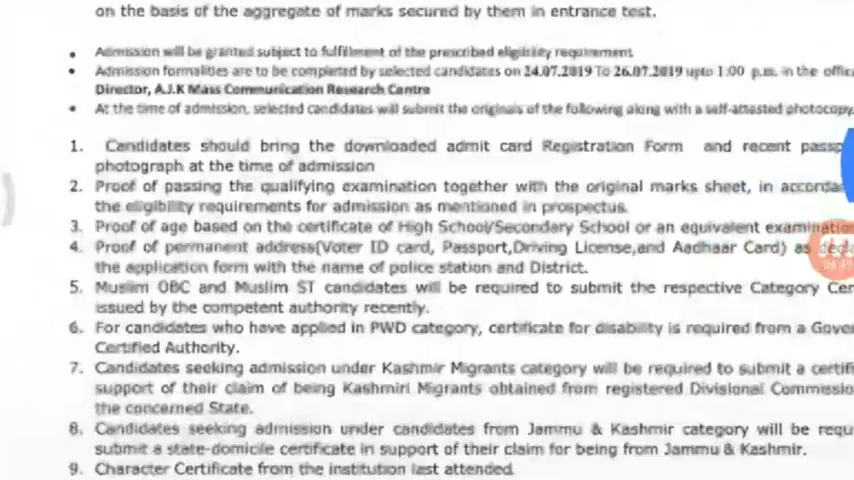 on the basis of the aggregate of marks secured by them in entrance test.
Admission will be granted subject to fulfillment of the prescribed eligibility requirement
Admission formalities are to be completed by selected candidates on 24.07.2019 To 26.07.2019 upto 1:00 p.m. in the offic
Director, A.J.K Mass Communication Research Centre
At the time of admission, selected candidates will submit the originals of the following along with a self-attested photocopy.
1. Candidates should bring the downloaded admit card Registration Form and recent passp
photograph at the time of admission
2. Proof of passing the qualifying examination together with the original marks sheet, in accorda
the eligibility requirements for admission as mentioned in prospectus.
3. Proof of age based on the certificate of High School/Secondary School or an equivalent examination
4. Proof of permanent address(Voter ID card, Passport,Driving License,and Aadhaar Card) as decla
the application form with the name of police station and District.
5. Muslim OBC and Muslim ST candidates will be required to submit the respective Category Cer
issued by the competent authority recently.
6. For candidates who have applied in PWD category, certificate for disability is required from a Gove
Certified Authority.
7. Candidates seeking admission under Kashmir Migrants category will be required to submit a certifi
support of their claim of being Kashmiri Migrants obtained from registered Divisional Commissio
the concerned State.
8. Candidates seeking admission under candidates from Jammu & Kashmir category will be requ
submit a state-domicile certificate in support of their claim for being from Jammu & Kashmir.
9. Character Certificate from the institution last attended